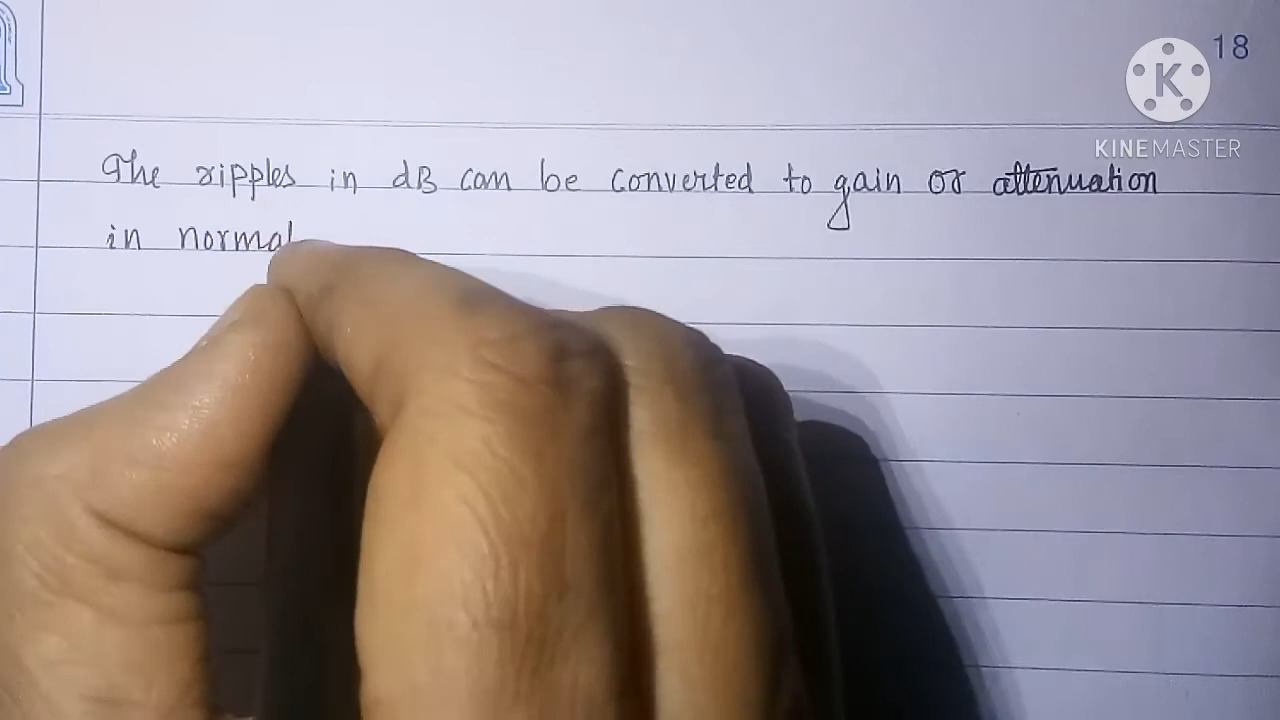 18
K
KINEMASTER
The ripples in dB can be converted to gain or attenuation
in normal